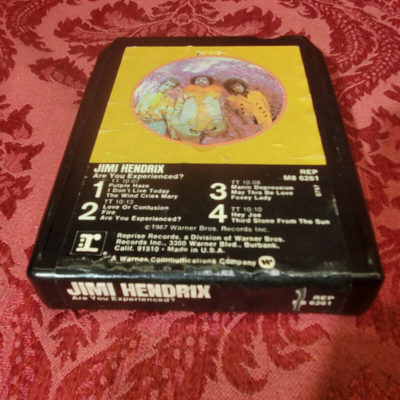 JIMI HENDRIX
Are You Experienced?
REP
M8 6261
1
TT 10:07
Purple Haze
I Don't Live Today
The Wind Cries Mary
2
TT 10:13
Love Or Confusion
Fire
Are You Experienced?
3
TT 10:08
Manic Depression
May This Be Love
Foxey Lady
4
TT 10:10
Hey Joe
Third Stone From The Sun
©1967 Warner Bros. Records Inc.
Reprise Records, a Division of Warner Bros.
Records Inc., 3300 Warner Blvd., Burbank,
Calif. 91510 • Made in U.S.A.
A Warner Communications Company
JIMI HENDRIX
Are You Experienced?
REP
6261